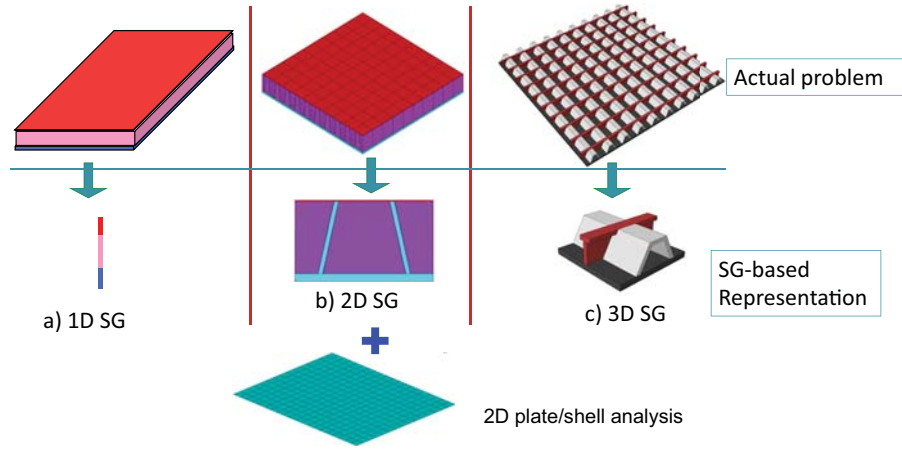 Actual problem
SG-based
Representation
a) 1D SG
b) 2D SG
c) 3D SG
2D plate/shell analysis